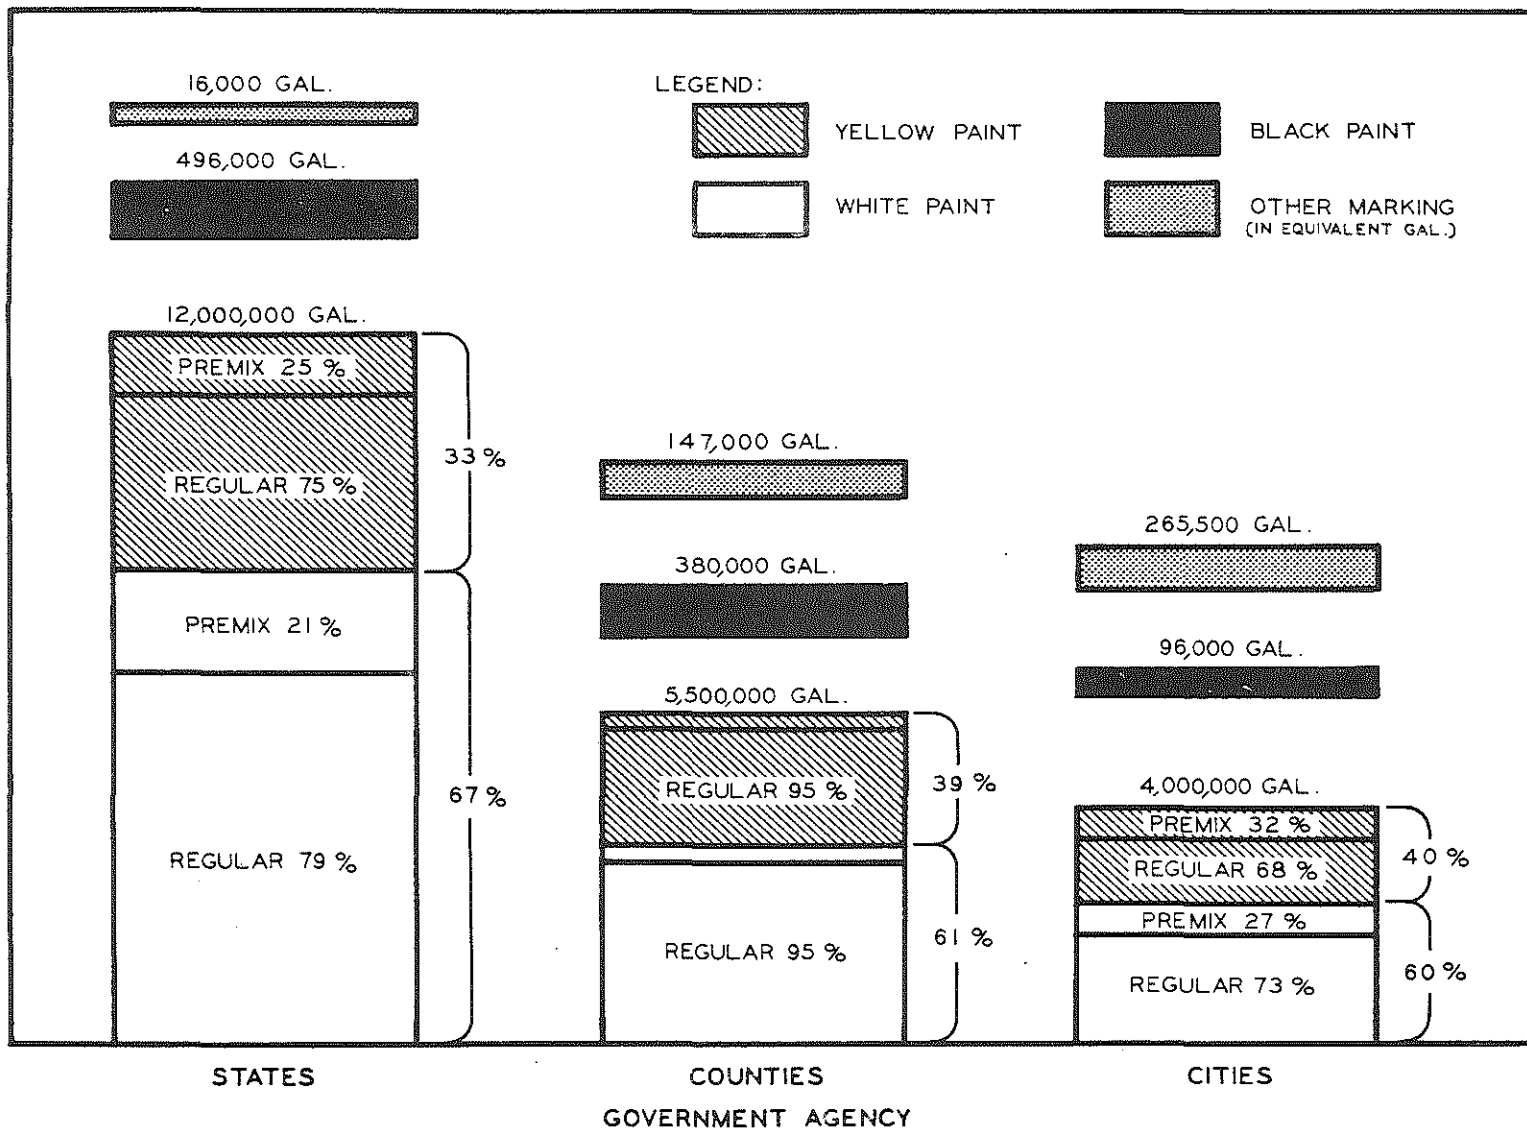 16,000 GAL.
496,000 GAL.
12,000,000 GAL.
PREMIX 25 %
REGULAR 75 %
33 %
PREMIX 21 %
REGULAR 79 %
67 %
LEGEND:
YELLOW PAINT
BLACK PAINT
WHITE PAINT
OTHER MARKING
(IN EQUIVALENT GAL.)
147,000 GAL.
380,000 GAL.
5,500,000 GAL.
REGULAR 95 %
39 %
REGULAR 95 %
61 %
265,500 GAL.
96,000 GAL.
4,000,000 GAL.
PREMIX 32 %
REGULAR 68 %
40 %
PREMIX 27 %
REGULAR 73 %
60 %
STATES
COUNTIES
CITIES
GOVERNMENT AGENCY